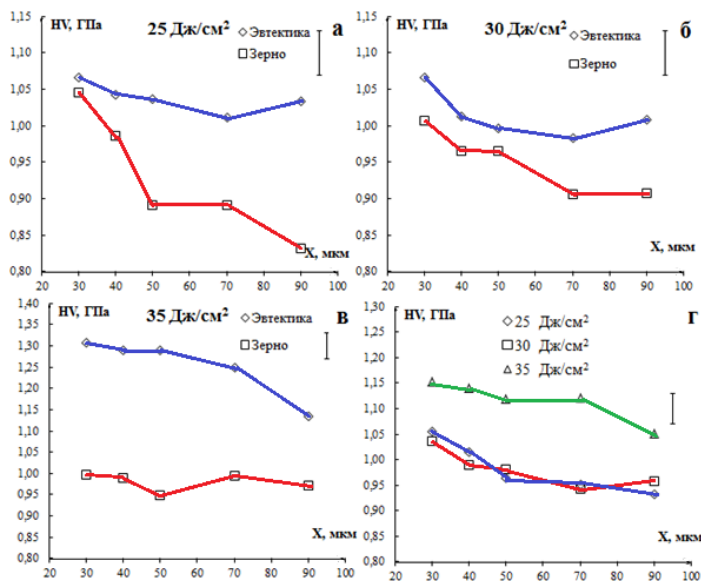 HV, ГПа
25 Дж/см²
а
Эвтектика
Зерно
1,15
1,10
1,05
1,00
0,95
0,90
0,85
0,80
X, мкм
20 30 40 50 60 70 80 90 100
HV, ГПа
30 Дж/см²
б
Эвтектика
Зерно
1,15
1,10
1,05
1,00
0,95
0,90
0,85
0,80
X, мкм
20 30 40 50 60 70 80 90 100
HV, ГПа
35 Дж/см²
в
Эвтектика
Зерно
1,40
1,35
1,30
1,25
1,20
1,15
1,10
1,05
1,00
0,95
0,90
0,85
0,80
X, мкм
20 30 40 50 60 70 80 90 100
HV, ГПа
г
25 Дж/см²
30 Дж/см²
35 Дж/см²
1,30
1,25
1,20
1,15
1,10
1,05
1,00
0,95
0,90
0,85
0,80
X, мкм
20 30 40 50 60 70 80 90 100